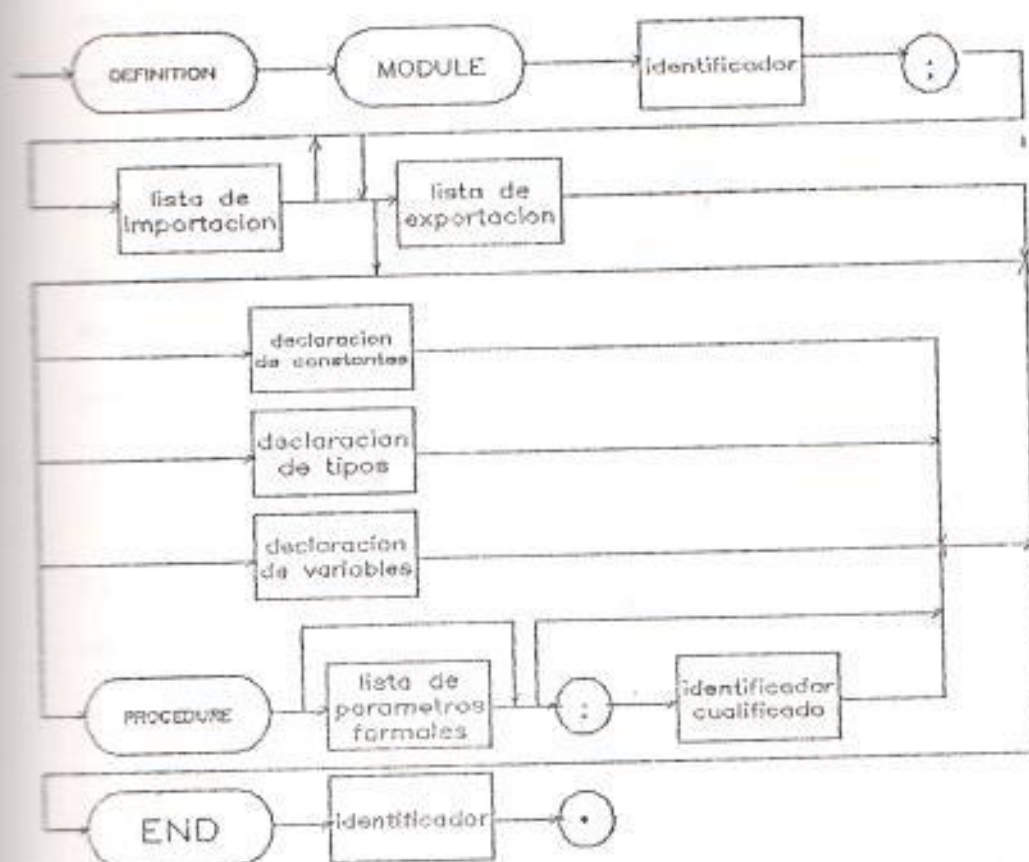 DEFINITION
MODULE
identificador
;
lista de
importacion
lista de
exportacion
declaracion
de constantes
declaracion
de tipos
declaracion
de variables
PROCEDURE
lista de
parametros
formales
:
identificador
cualificado
END
identificador
.